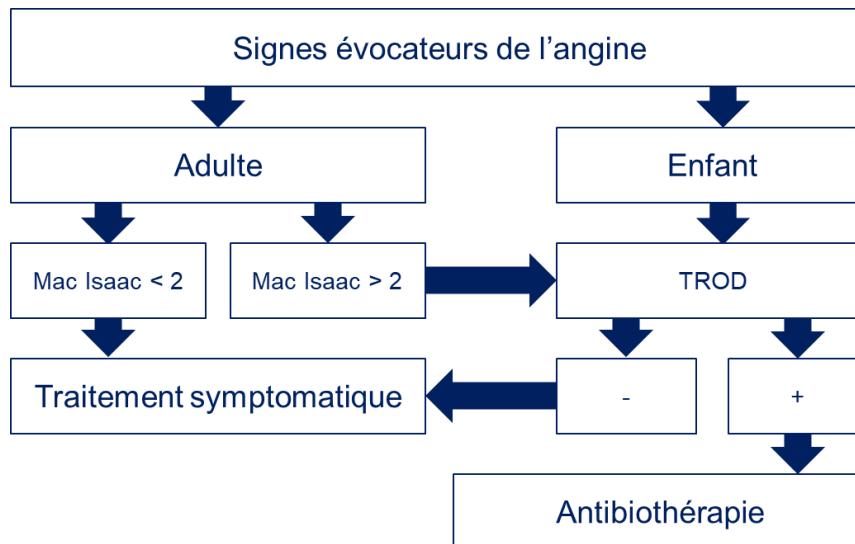 Signes évocateurs de l’angine
Adulte
Enfant
Mac Isaac < 2
Mac Isaac > 2
TROD
Traitement symptomatique
-
+
Antibiothérapie